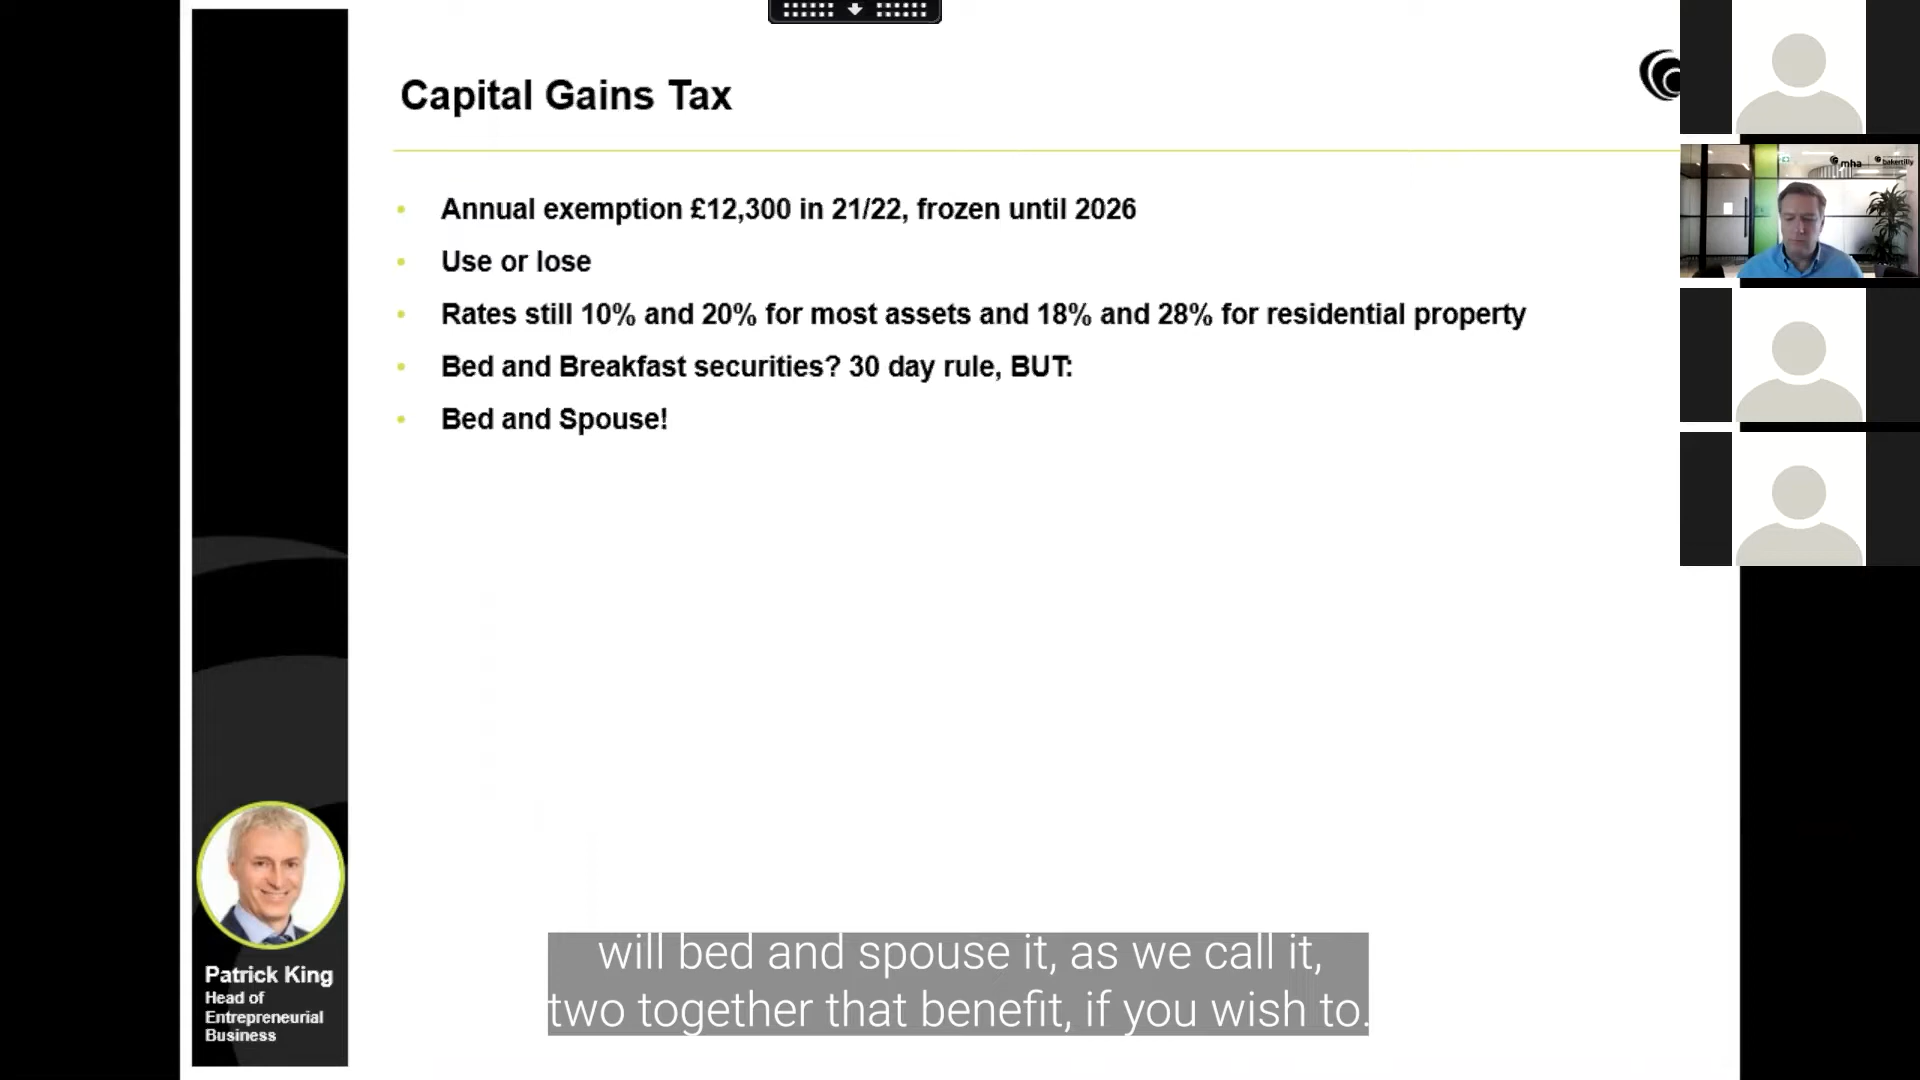 Capital Gains Tax
Annual exemption £12,300 in 21/22, frozen until 2026
Use or lose
Rates still 10% and 20% for most assets and 18% and 28% for residential property
Bed and Breakfast securities? 30 day rule, BUT:
Bed and Spouse!
mha
bakertilly
Patrick King
Head of
Entrepreneurial
Business
will bed and spouse it, as we call it,
two together that benefit, if you wish to.